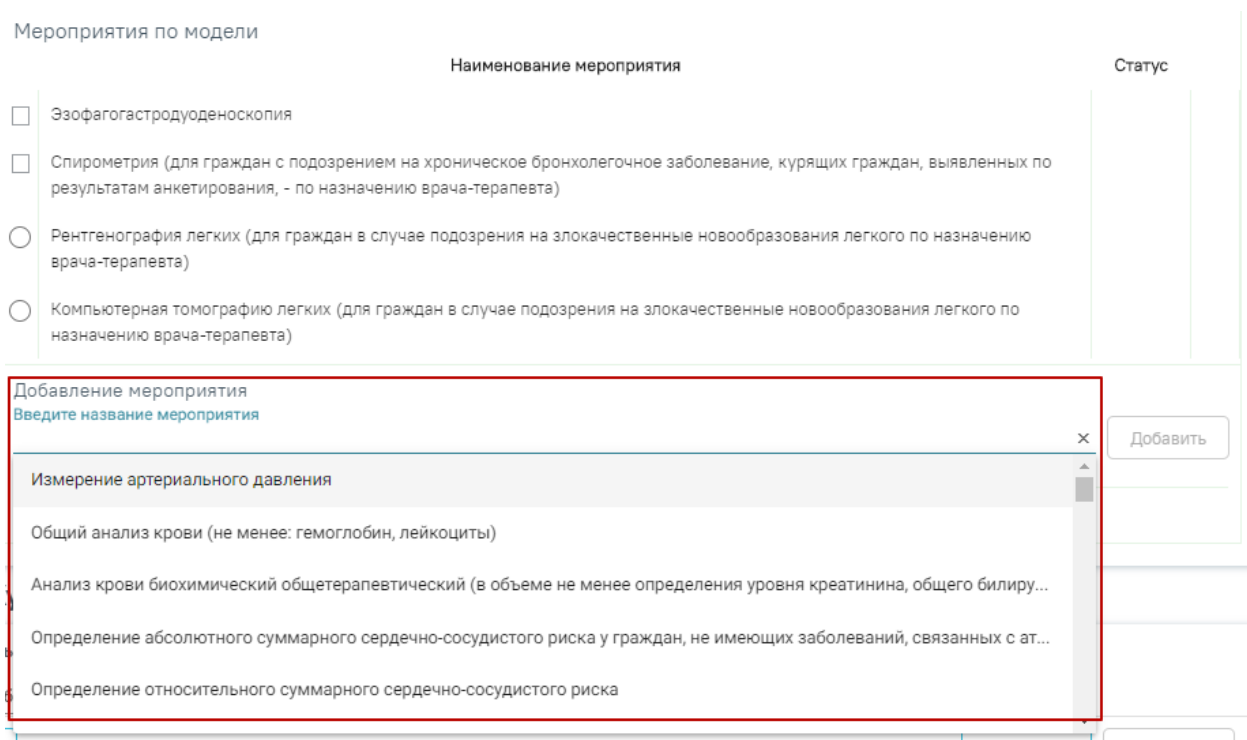 Мероприятия по модели
Наименование мероприятия Статус
Эзофагогастродуоденоскопия
Спирометрия (для граждан с подозрением на хроническое бронхолегочное заболевание, курящих граждан, выявленных по
результатам анкетирования, - по назначению врача-терапевта)
Рентгенография легких (для граждан в случае подозрения на злокачественные новообразования легкого по назначению
врача-терапевта)
Компьютерная томографию легких (для граждан в случае подозрения на злокачественные новообразования легкого по
назначению врача-терапевта)
Добавление мероприятия
Введите название мероприятия
Добавить
Измерение артериального давления
Общий анализ крови (не менее: гемоглобин, лейкоциты)
Анализ крови биохимический общетерапевтический (в объеме не менее определения уровня креатинина, общего билиру...
Определение абсолютного суммарного сердечно-сосудистого риска у граждан, не имеющих заболеваний, связанных с ат...
Определение относительного суммарного сердечно-сосудистого риска